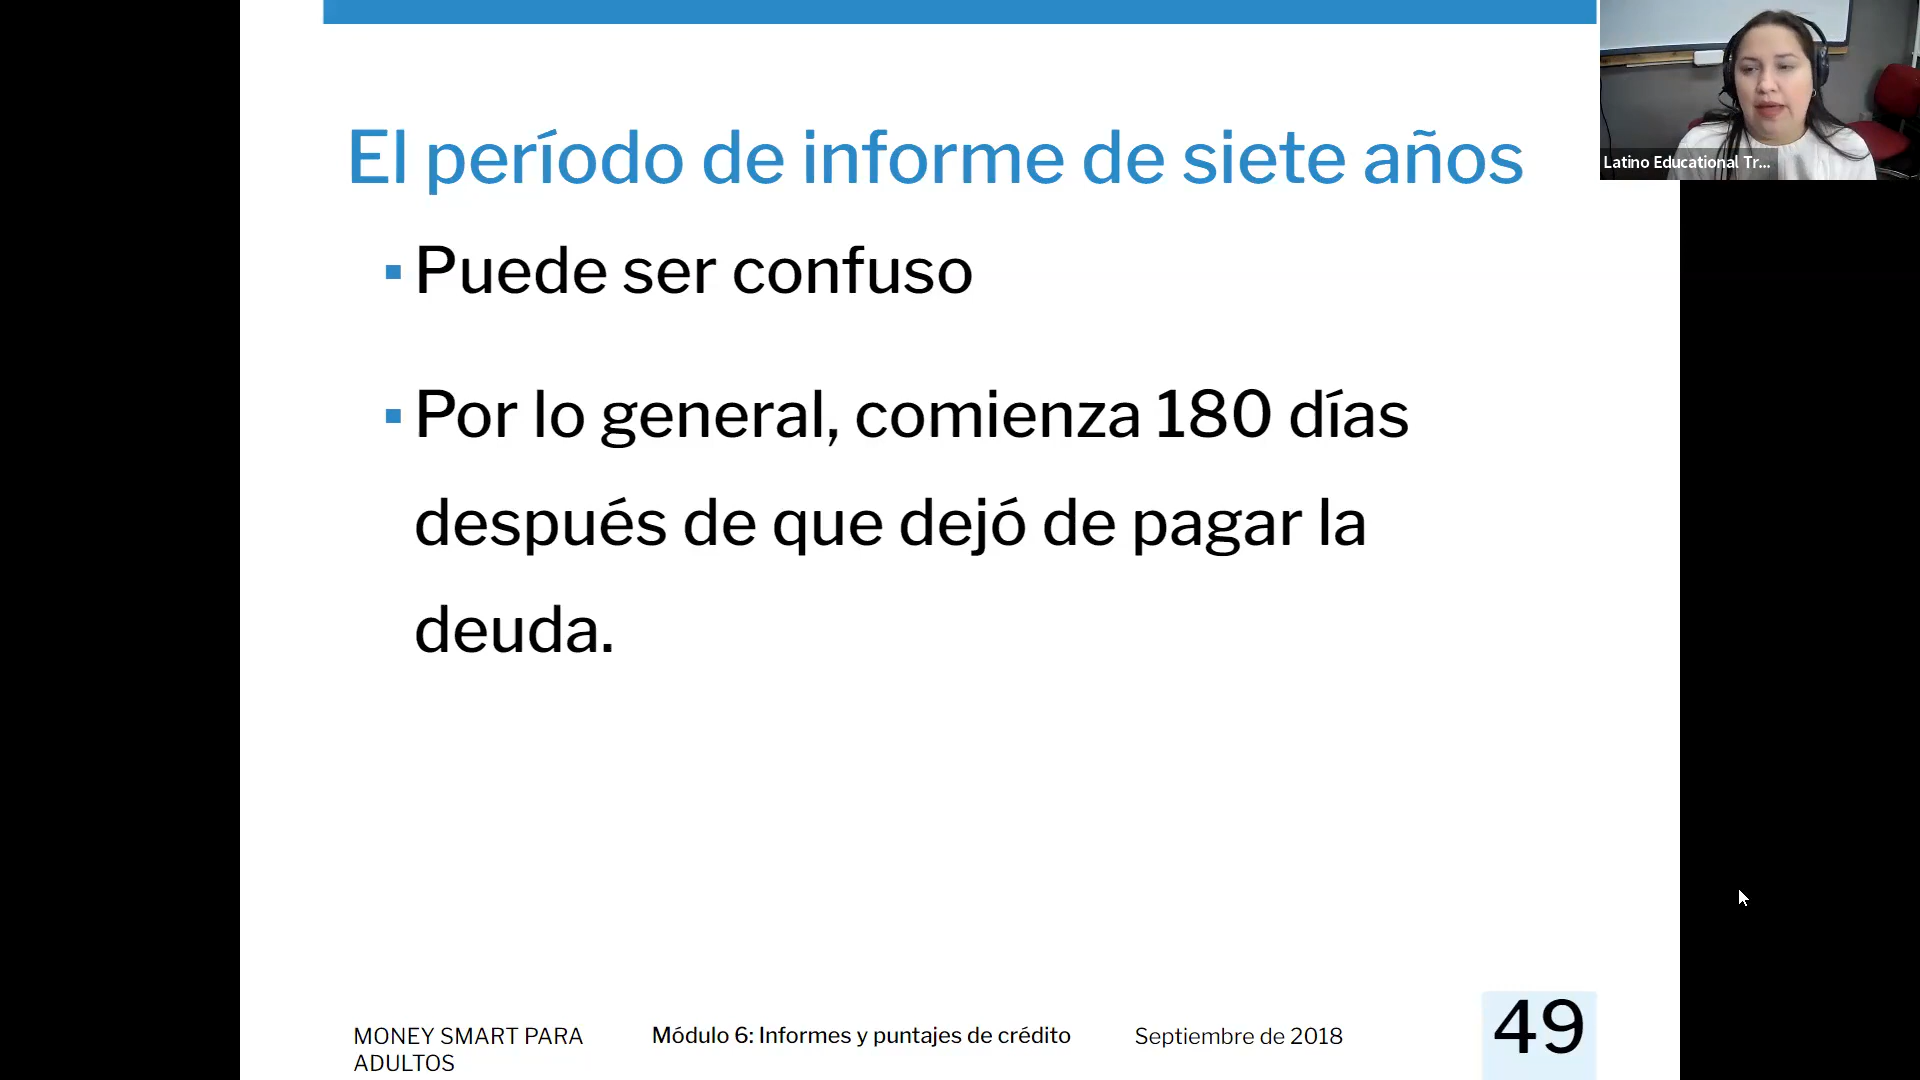 El período de informe de siete años
▪ Puede ser confuso
▪ Por lo general, comienza 180 días
después de que dejó de pagar la
deuda.
Latino Educational Tr...
MONEY SMART PARA
ADULTOS
Módulo 6: Informes y puntajes de crédito
Septiembre de 2018
49